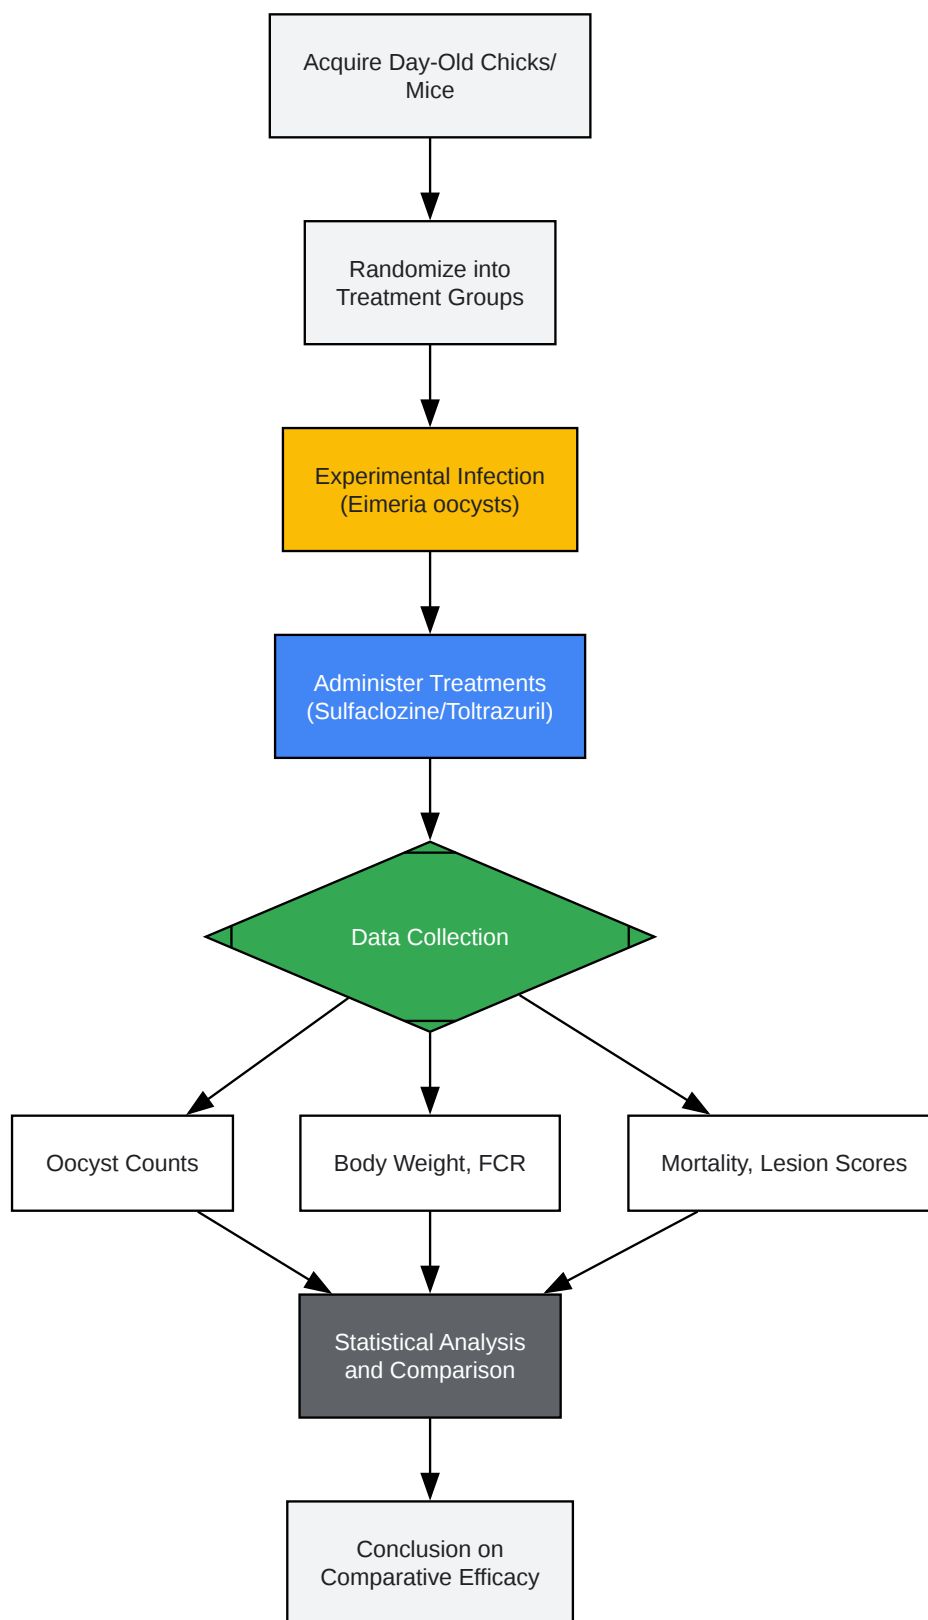 Acquire Day-Old Chicks/
Mice
Randomize into
Treatment Groups
Experimental Infection
(Eimeria oocysts)
Administer Treatments
(Sulfaclozine/Toltrazuril)
Data Collection
Oocyst Counts
Body Weight, FCR
Mortality, Lesion Scores
Statistical Analysis
and Comparison
Conclusion on
Comparative Efficacy